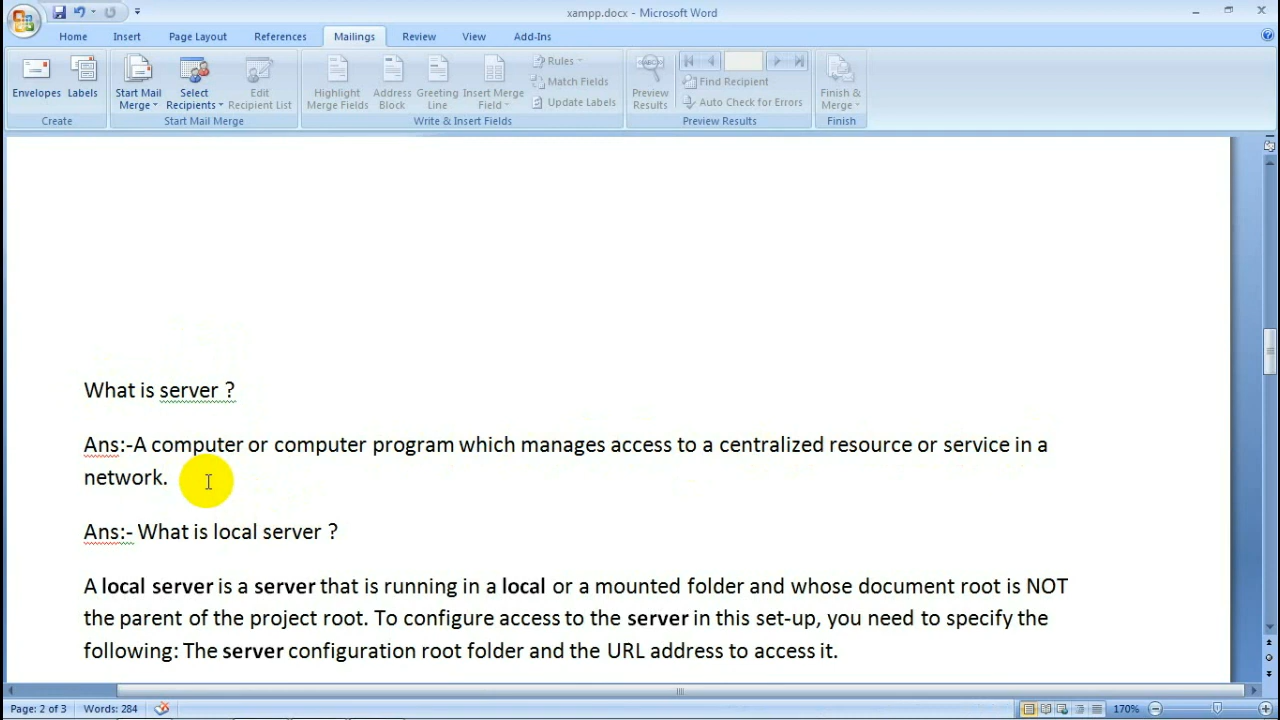 xampp.docx - Microsoft Word
Home Insert Page Layout References Mailings Review View Add-Ins
Envelopes Labels
Create
Start Mail Merge Select Recipients Edit Recipient List
Start Mail Merge
Highlight Merge Fields Address Block Greeting Line Insert Merge Field
Rules
Match Fields
Update Labels
Write & Insert Fields
Preview Results
ABC
Find Recipient
Auto Check for Errors
Preview Results
Finish & Merge
Finish
What is server ?
Ans:-A computer or computer program which manages access to a centralized resource or service in a
network.
Ans:- What is local server ?
A local server is a server that is running in a local or a mounted folder and whose document root is NOT
the parent of the project root. To configure access to the server in this set-up, you need to specify the
following: The server configuration root folder and the URL address to access it.
Page: 2 of 3 Words: 284 170%